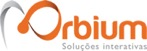 Orbium
Soluções interativas